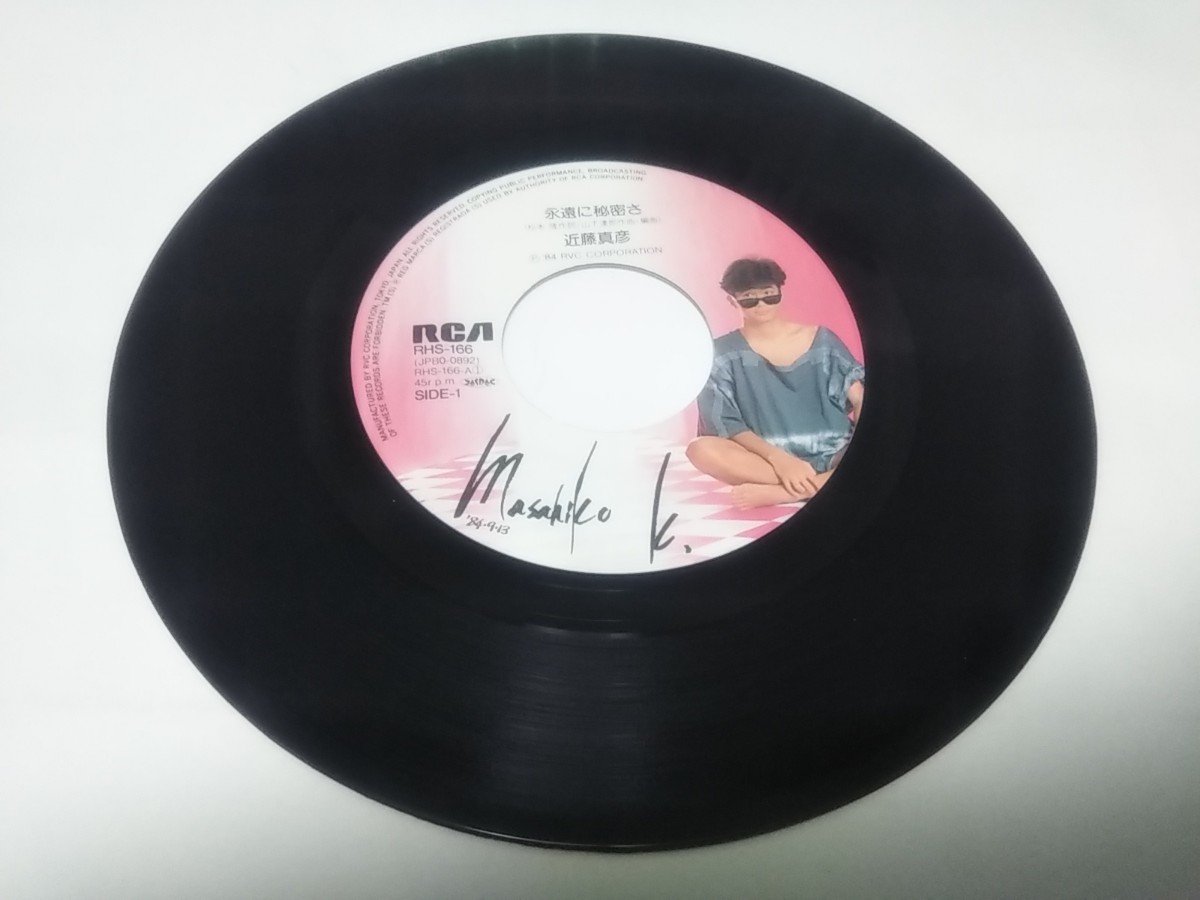 MANUFACTURED BY RVC CORPORATION, TOKYO, JAPAN. ALL RIGHTS RESERVED. COPYING PUBLIC PERFORMANCE. BROADCASTING
OF THESE RECORDS ARE FORBIDDEN. TM (S) ® REG MARCA (S) REGISTRADA (S) USED BY AUTHORITY OF RCA CORPORATION
永遠に秘密さ
近藤真彦
Ⓟ '84 RVC CORPORATION
RCA
RHS-166
(JPBO-0892)
RHS-166-A
45r.p.m.
SIDE-1
Masahiko K.
'84·9·13